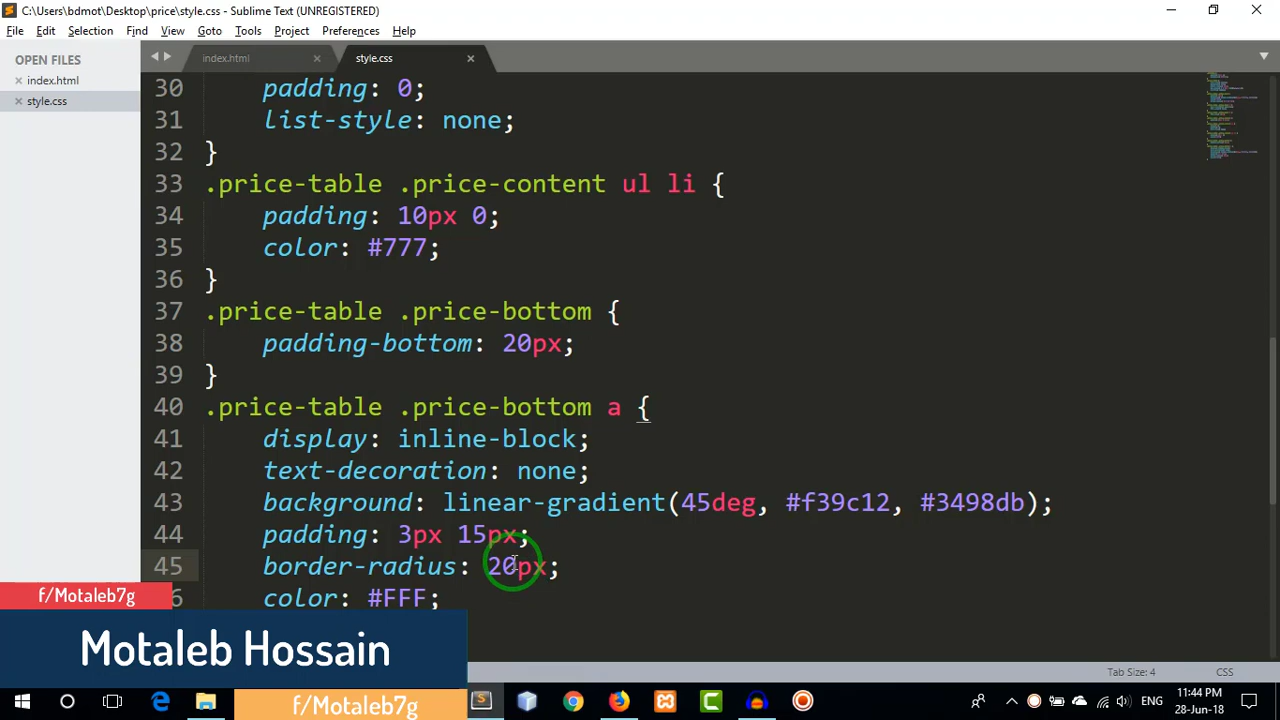 C:\Users\bdmot\Desktop\price\style.css - Sublime Text (UNREGISTERED)
File Edit Selection Find View Goto Tools Project Preferences Help
OPEN FILES
index.html
style.css
index.html
style.css
30 padding: 0;
31 list-style: none;
32 }
33 .price-table .price-content ul li {
34 padding: 10px 0;
35 color: #777;
36 }
37 .price-table .price-bottom {
38 padding-bottom: 20px;
39 }
40 .price-table .price-bottom a {
41 display: inline-block;
42 text-decoration: none;
43 background: linear-gradient(45deg, #f39c12, #3498db);
44 padding: 3px 15px;
45 border-radius: 20px;
6 color: #FFF;
f/Motaleb7g
Motaleb Hossain
f/Motaleb7g
Tab Size: 4 CSS
ENG
11:44 PM
28-Jun-18